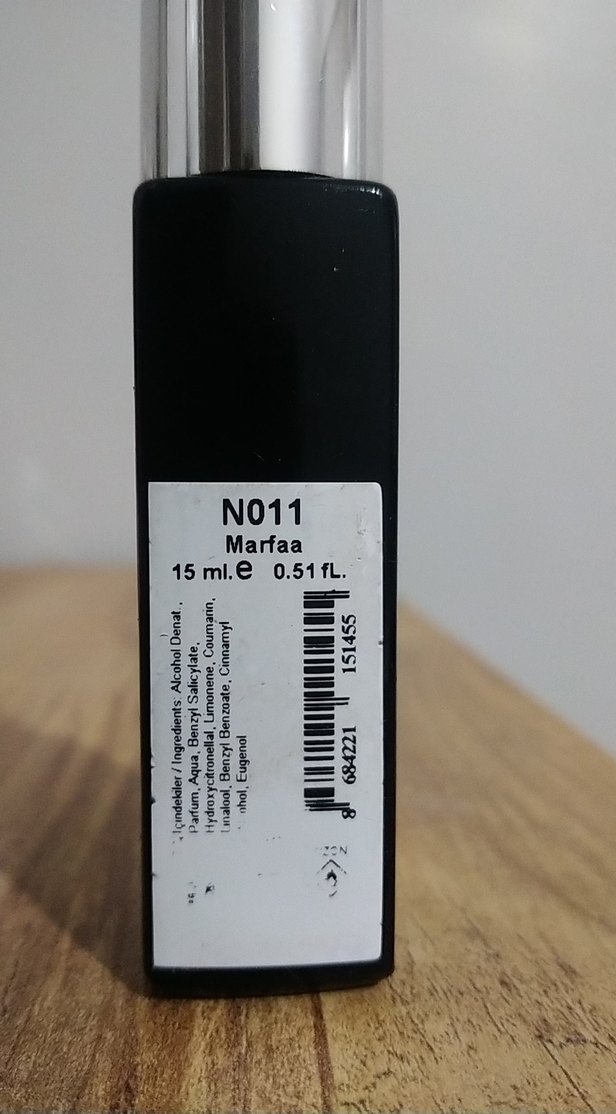 N011
Marfaa
15 ml.e 0.51 fL.
İçindekiler / Ingredients: Alcohol Denat.,
Parfum, Aqua, Benzyl Salicylate,
Hydroxycitronellal, Limonene, Coumarin,
Linalool, Benzyl Benzoate, Cinnamyl
Eugenol
8 684221 151455